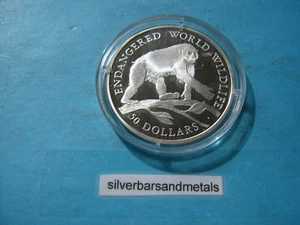 ENDANGERED WORLD WILDLIFE
50 DOLLARS
silverbarsandmetals